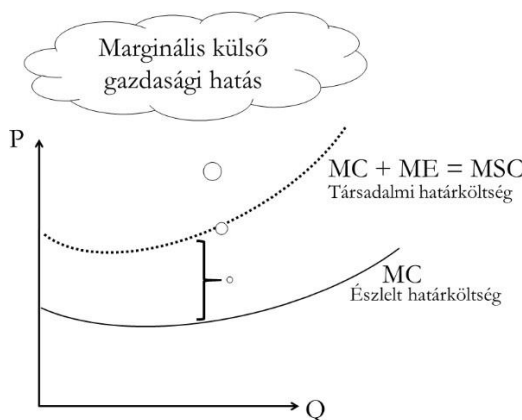 Marginális külső
gazdasági hatás
P
MC + ME = MSC
Társadalmi határköltség
MC
Észlelt határköltség
Q